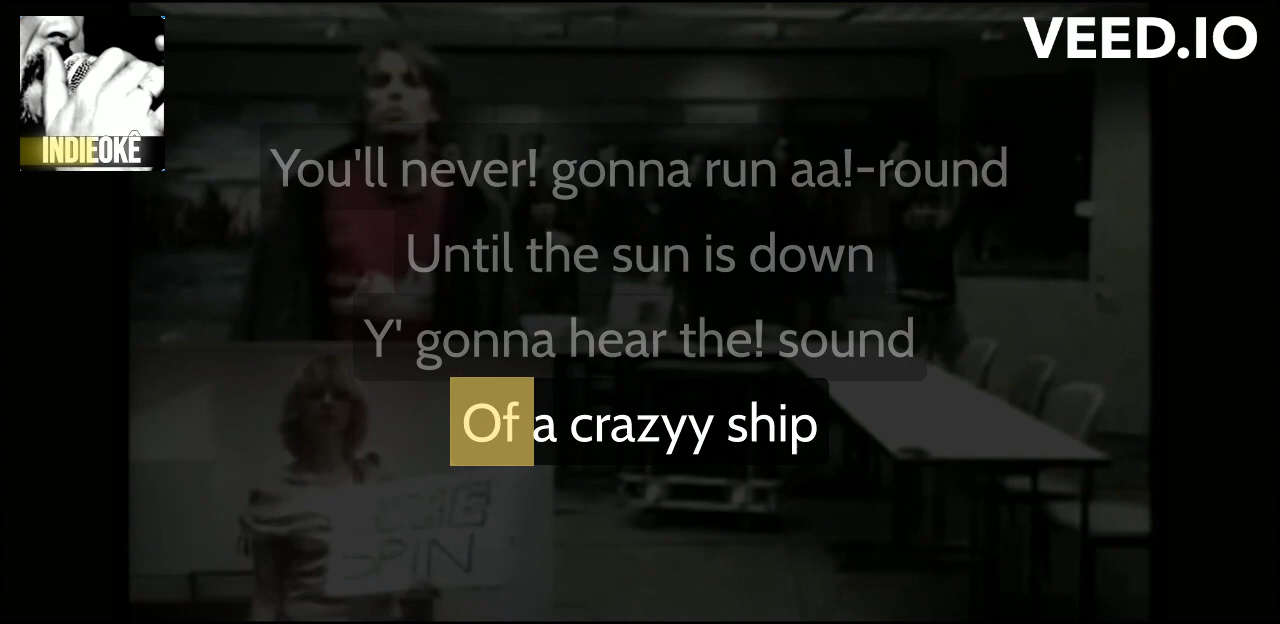 VEED.IO
INDIEOKÊ
You'll never! gonna run aa!-round
Until the sun is down
Y' gonna hear the! sound
Of a crazyy ship
SPIN